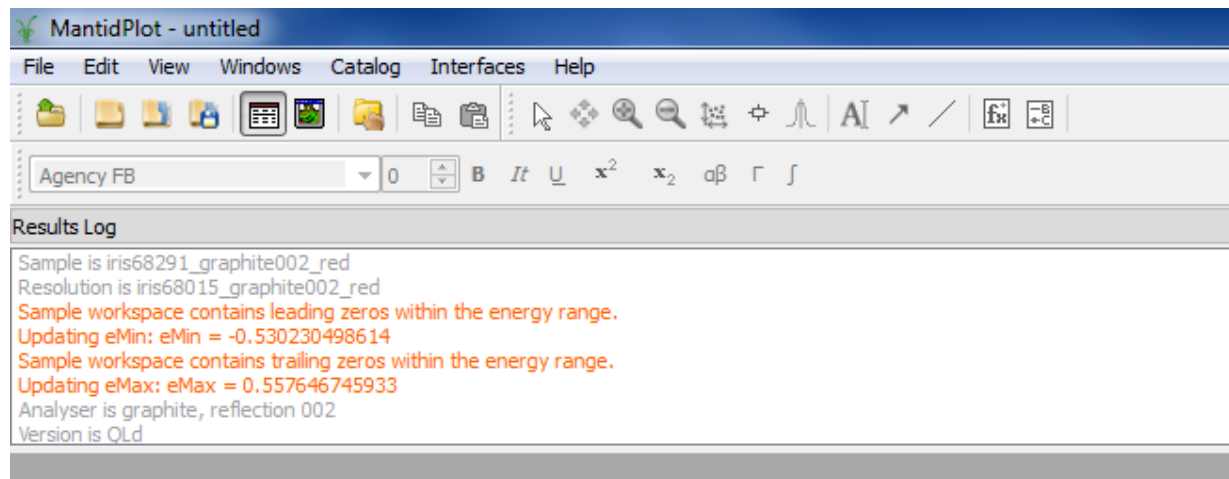 MantidPlot - untitled
File Edit View Windows Catalog Interfaces Help
Agency FB 0 B It U x² x₂ αβ Γ ∫
Results Log
Sample is iris68291_graphite002_red
Resolution is iris68015_graphite002_red
Sample workspace contains leading zeros within the energy range.
Updating eMin: eMin = -0.530230498614
Sample workspace contains trailing zeros within the energy range.
Updating eMax: eMax = 0.557646745933
Analyser is graphite, reflection 002
Version is QLd